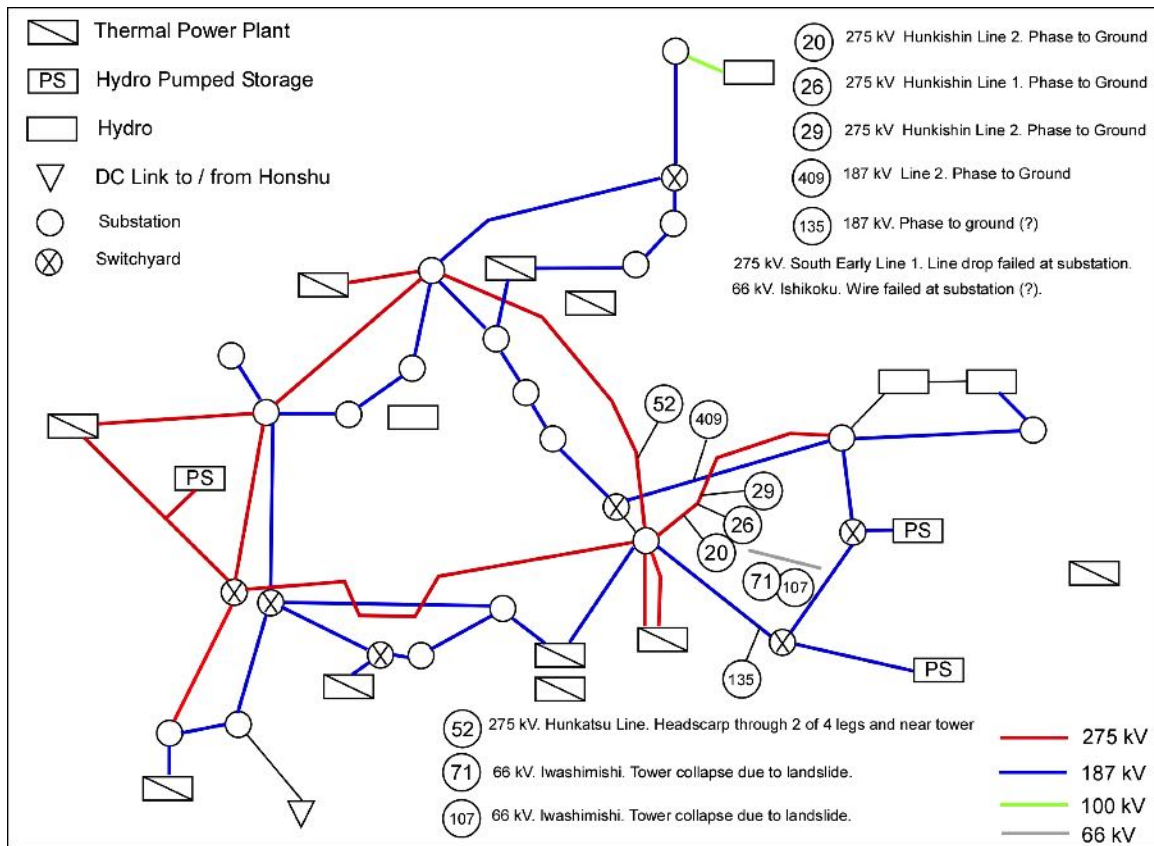 Thermal Power Plant
PS Hydro Pumped Storage
Hydro
DC Link to / from Honshu
Substation
Switchyard
20 275 kV Hunkishin Line 2. Phase to Ground
26 275 kV Hunkishin Line 1. Phase to Ground
29 275 kV Hunkishin Line 2. Phase to Ground
409 187 kV Line 2. Phase to Ground
135 187 kV. Phase to ground (?)
275 kV. South Early Line 1. Line drop failed at substation.
66 kV. Ishikoku. Wire failed at substation (?).
52
409
PS
29
26
20
PS
71
107
135
PS
52 275 kV. Hunkatsu Line. Headscarp through 2 of 4 legs and near tower
71 66 kV. Iwashimishi. Tower collapse due to landslide.
107 66 kV. Iwashimishi. Tower collapse due to landslide.
275 kV
187 kV
100 kV
66 kV